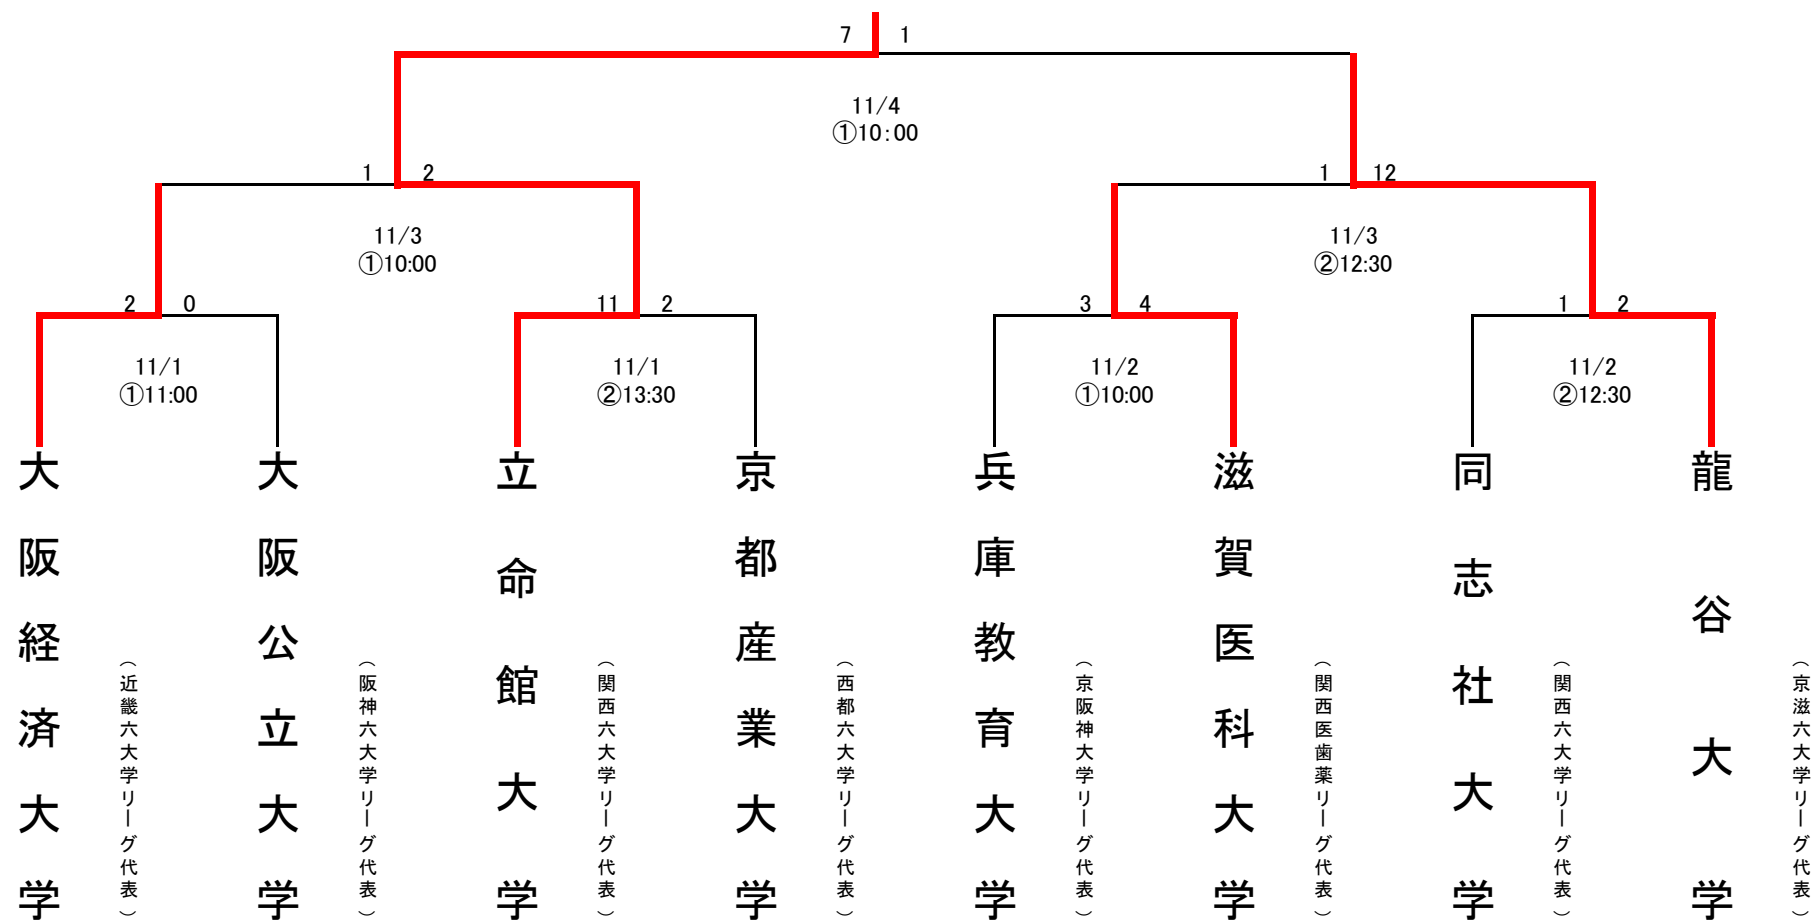 7 1
11/4
①10:00
1 2
1 12
11/3
①10:00
11/3
②12:30
2 0
11 2
3 4
1 2
11/1
①11:00
11/1
②13:30
11/2
①10:00
11/2
②12:30
大阪経済大学
（近畿六大学リーグ代表）
大阪公立大学
（阪神六大学リーグ代表）
立命館大学
（関西六大学リーグ代表）
京都産業大学
（西都六大学リーグ代表）
兵庫教育大学
（京阪神大学リーグ代表）
滋賀医科大学
（関西医歯薬リーグ代表）
同志社大学
（関西六大学リーグ代表）
龍谷大学
（京滋六大学リーグ代表）